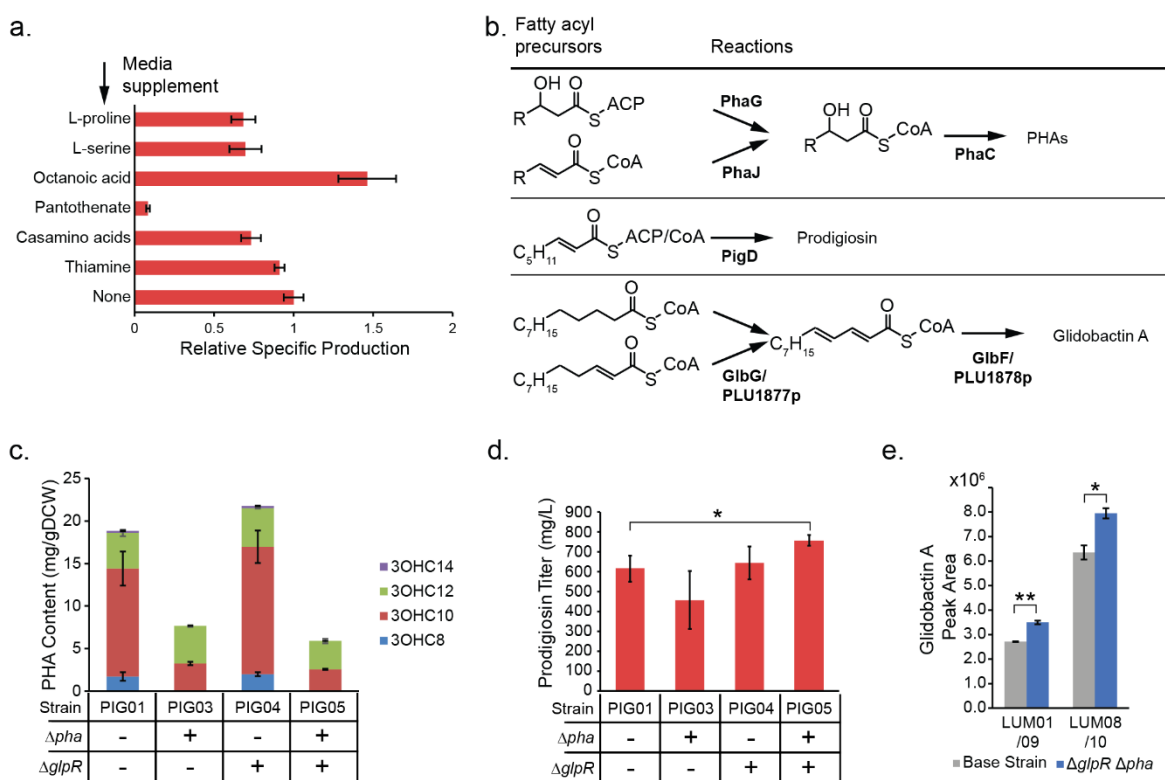 a.
Media
supplement
L-proline
L-serine
Octanoic acid
Pantothenate
Casamino acids
Thiamine
None
0 0.5 1 1.5 2
Relative Specific Production
b.
Fatty acyl
precursors
Reactions
OH O
R S ACP
PhaG
O
R S CoA
PhaJ
OH O
R S CoA
PhaC
PHAs
O
C5H11 S ACP/CoA
PigD
Prodigiosin
O
C7H15 S CoA
O
C7H15 S CoA
GlbG/
PLU1877p
O
C7H15 S CoA
GlbF/
PLU1878p
Glidobactin A
c.
PHA Content (mg/gDCW)
25
20
15
10
5
0
3OHC14
3OHC12
3OHC10
3OHC8
Strain PIG01 PIG03 PIG04 PIG05
Δpha - + - +
ΔglpR - - + +
d.
Prodigiosin Titer (mg/L)
900
800
700
600
500
400
300
200
100
0
*
Strain PIG01 PIG03 PIG04 PIG05
Δpha - + - +
ΔglpR - - + +
e.
x10⁶
Glidobactin A
Peak Area
8.0
7.0
6.0
5.0
4.0
3.0
2.0
1.0
**
*
LUM01
/09
LUM08
/10
Base Strain ΔglpR Δpha